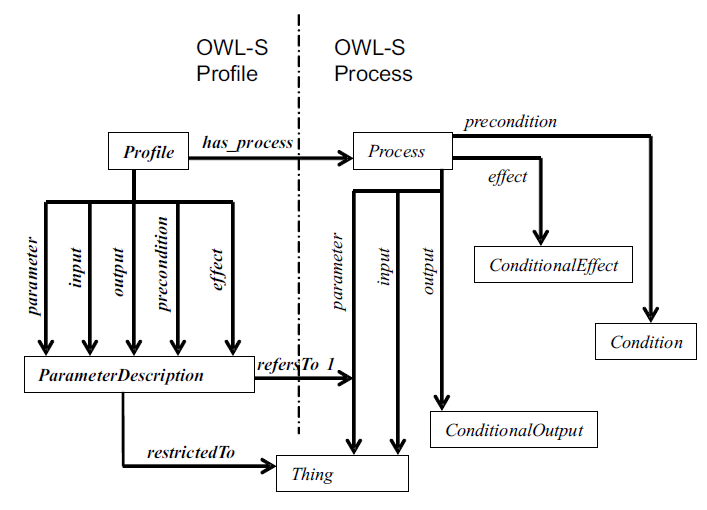 OWL-S
Profile
OWL-S
Process
precondition
has_process
Profile
Process
effect
parameter
input
output
precondition
effect
parameter
input
output
ConditionalEffect
Condition
refersTo 1
ParameterDescription
ConditionalOutput
restrictedTo
Thing